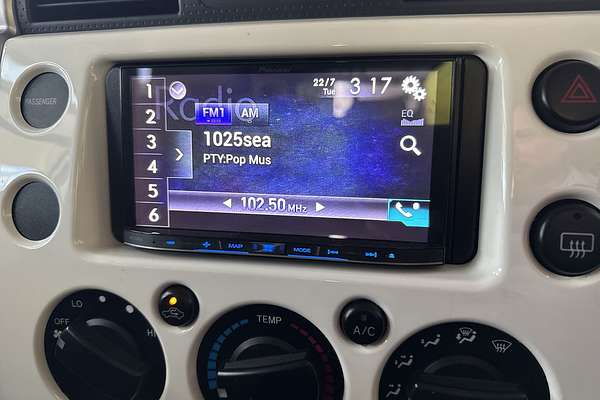 Pioneer
22/7
Tue
3 17
Radio
1
2
3
4
5
6
FM1
AM
EQ
1025sea
PTY:Pop Mus
102.50 MHz
MAP
MODE
PASSENGER
LO
OFF
HI
TEMP
A/C